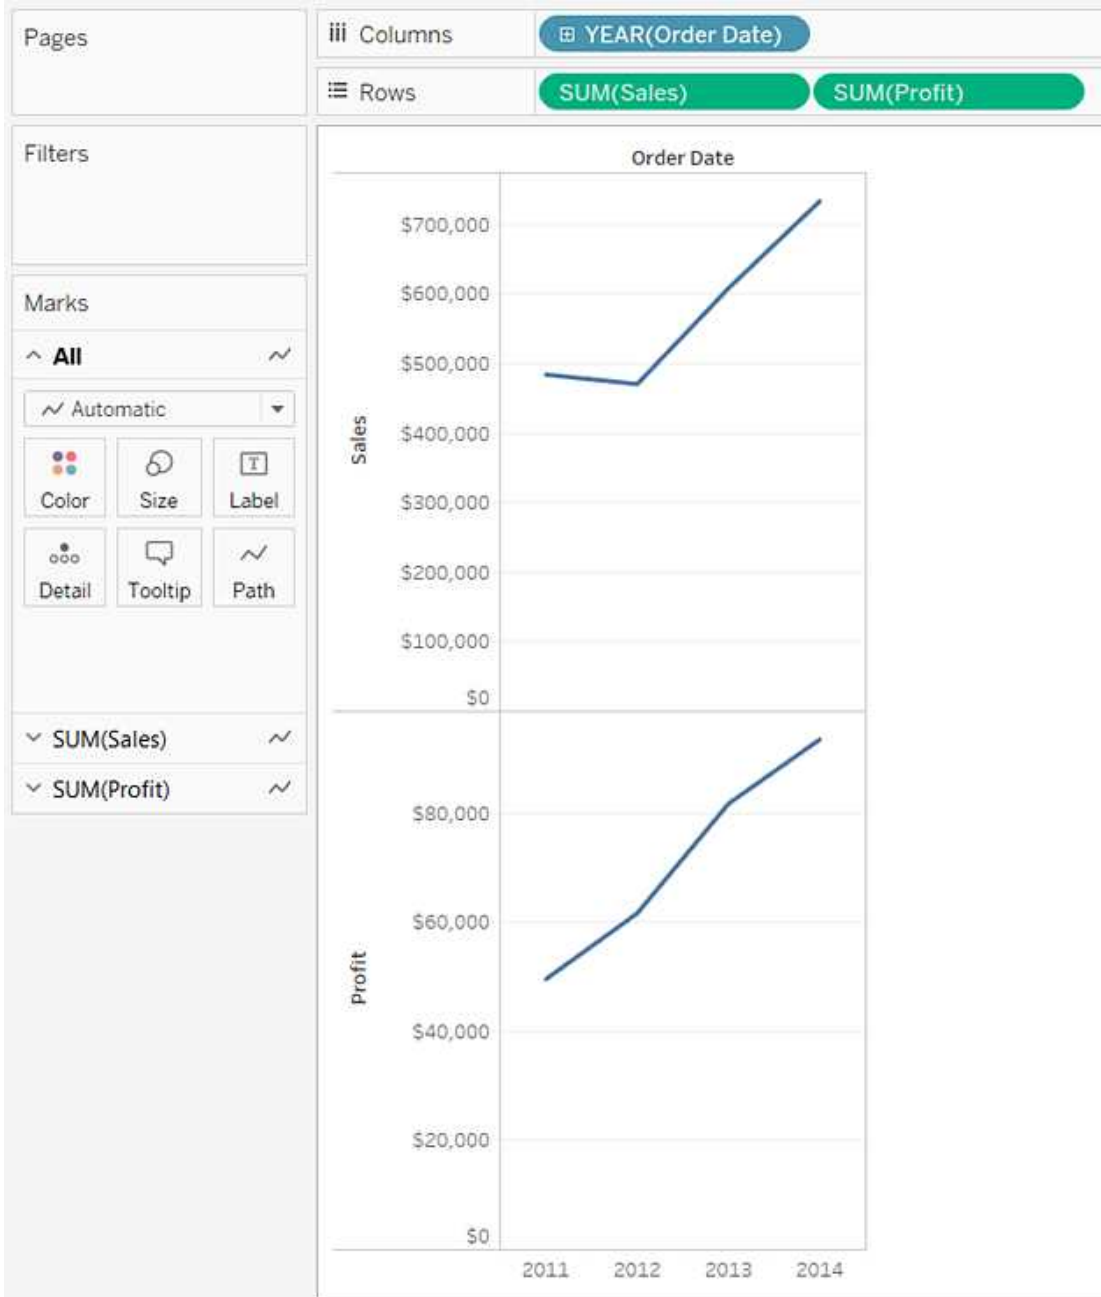 Pages
Columns
YEAR(Order Date)
Rows
SUM(Sales)
SUM(Profit)
Filters
Marks
All
Automatic
Color
Size
Label
Detail
Tooltip
Path
SUM(Sales)
SUM(Profit)
Order Date
Sales
$700,000
$600,000
$500,000
$400,000
$300,000
$200,000
$100,000
$0
Profit
$80,000
$60,000
$40,000
$20,000
$0
2011 2012 2013 2014